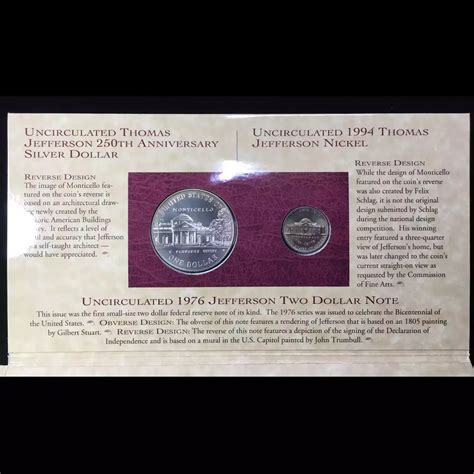 UNCIRCULATED THOMAS
JEFFERSON 250TH ANNIVERSARY
SILVER DOLLAR
REVERSE DESIGN
The image of Monticello fea-
tured on the coin's reverse is
based on an architectural draw-
newly created by the
oric American Buildings
ey. It reflects a level of
il and accuracy that Jefferson
a self-taught architect —
would have appreciated.
UNITED STATES
MONTICELLO
E PLURIBUS UNUM
ONE DOLLAR
UNCIRCULATED 1994 THOMAS
JEFFERSON NICKEL
REVERSE DESIGN
While the design of Monticello
featured on the coin's reverse
was also created by Felix
Schlag, it is not the original
design submitted by Schlag
during the national
competition. His winning
entry featured a three-quarter
view of Jefferson's home, but
was later changed to the coin's
current straight-on view as
requested by the Commission
of Fine Arts.
UNCIRCULATED 1976 JEFFERSON TWO DOLLAR NOTE
This issue was the first small-size two dollar federal reserve note of its kind. The 1976 series was issued to celebrate the Bicentennial of
the United States. OBVERSE DESIGN: The obverse of this note features a rendering of Jefferson that is based on an 1805 painting
by Gilbert Stuart. REVERSE DESIGN: The reverse of this note features a depiction of the signing of the Declaration of
Independence and is based on a mural in the U.S. Capitol painted by John Trumbull.